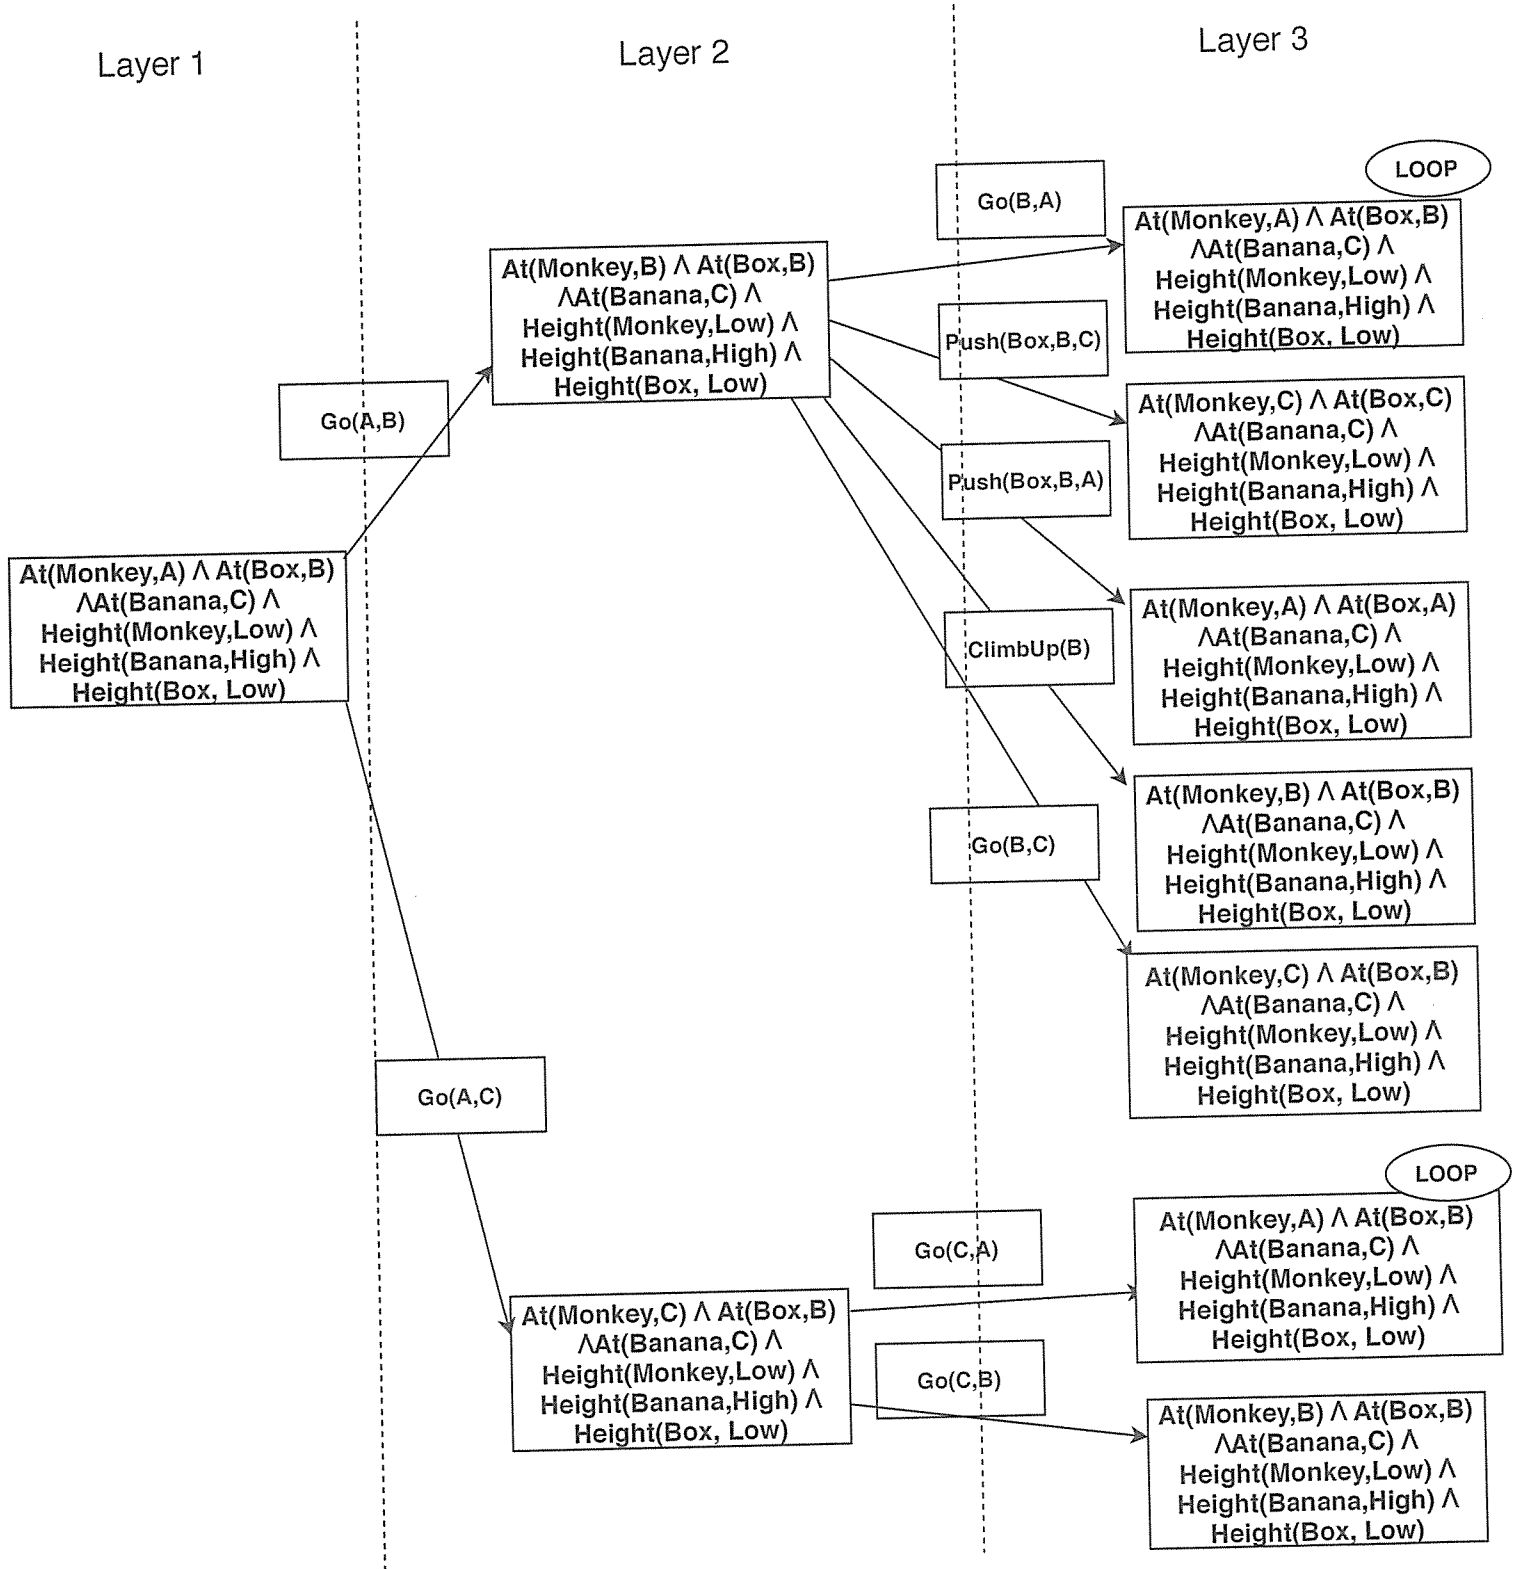 Layer 1
Layer 2
Layer 3
LOOP
Go(B,A)
At(Monkey,A) Λ At(Box,B)
ΛAt(Banana,C) Λ
Height(Monkey,Low) Λ
Height(Banana,High) Λ
Height(Box, Low)
At(Monkey,B) Λ At(Box,B)
ΛAt(Banana,C) Λ
Height(Monkey,Low) Λ
Height(Banana,High) Λ
Height(Box, Low)
Push(Box,B,C)
At(Monkey,C) Λ At(Box,C)
ΛAt(Banana,C) Λ
Height(Monkey,Low) Λ
Height(Banana,High) Λ
Height(Box, Low)
Go(A,B)
Push(Box,B,A)
At(Monkey,A) Λ At(Box,B)
ΛAt(Banana,C) Λ
Height(Monkey,Low) Λ
Height(Banana,High) Λ
Height(Box, Low)
At(Monkey,A) Λ At(Box,A)
ΛAt(Banana,C) Λ
Height(Monkey,Low) Λ
Height(Banana,High) Λ
Height(Box, Low)
ClimbUp(B)
At(Monkey,B) Λ At(Box,B)
ΛAt(Banana,C) Λ
Height(Monkey,Low) Λ
Height(Banana,High) Λ
Height(Box, Low)
Go(B,C)
At(Monkey,C) Λ At(Box,B)
ΛAt(Banana,C) Λ
Height(Monkey,Low) Λ
Height(Banana,High) Λ
Height(Box, Low)
Go(A,C)
LOOP
Go(C,A)
At(Monkey,A) Λ At(Box,B)
ΛAt(Banana,C) Λ
Height(Monkey,Low) Λ
Height(Banana,High) Λ
Height(Box, Low)
At(Monkey,C) Λ At(Box,B)
ΛAt(Banana,C) Λ
Height(Monkey,Low) Λ
Height(Banana,High) Λ
Height(Box, Low)
Go(C,B)
At(Monkey,B) Λ At(Box,B)
ΛAt(Banana,C) Λ
Height(Monkey,Low) Λ
Height(Banana,High) Λ
Height(Box, Low)